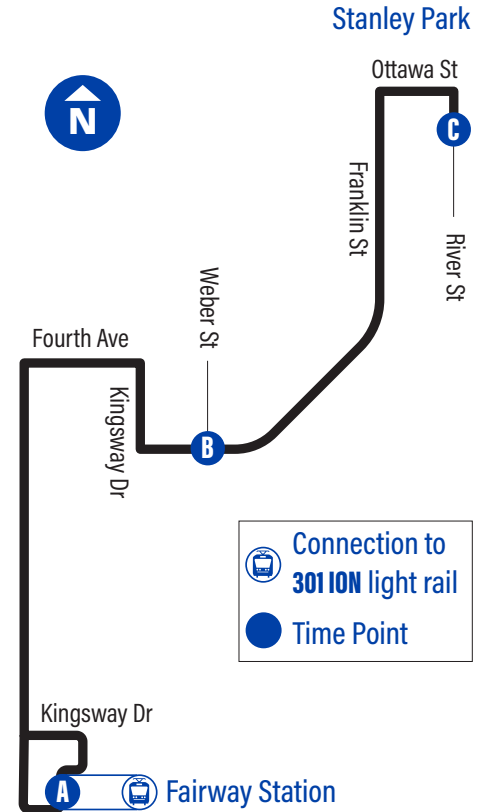 Stanley Park
Ottawa St
N
C
Franklin St
River St
Weber St
Fourth Ave
Kingsway Dr
B
Connection to
301 ION light rail
Time Point
Kingsway Dr
A
Fairway Station